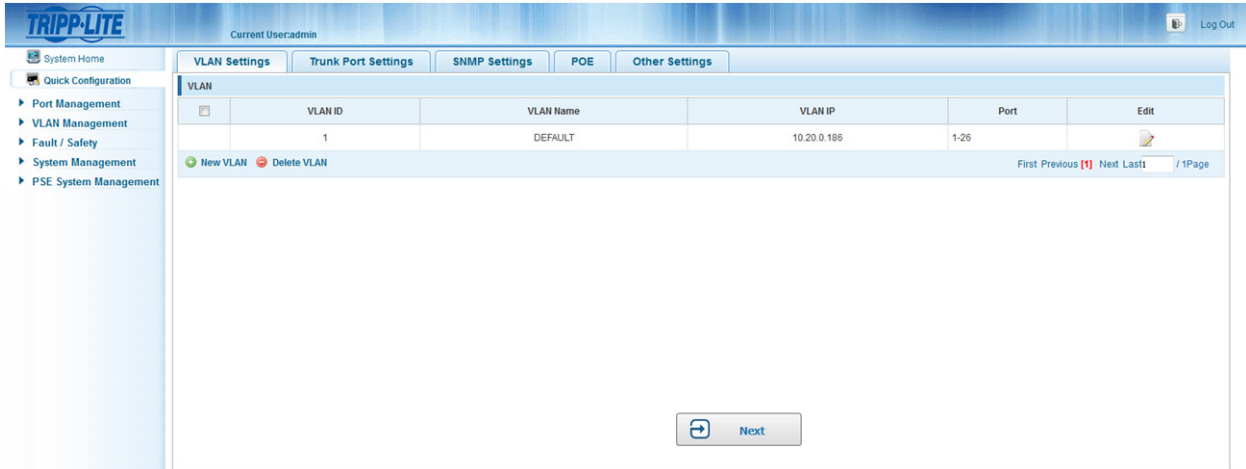 TRIPP·LITE
Current User:admin
Log Out
System Home
Quick Configuration
Port Management
VLAN Management
Fault / Safety
System Management
PSE System Management
VLAN Settings Trunk Port Settings SNMP Settings POE Other Settings
VLAN
VLAN ID VLAN Name VLAN IP Port Edit
1 DEFAULT 10.20.0.186 1-26
New VLAN Delete VLAN
First Previous [1] Next Last 1 / 1Page
Next